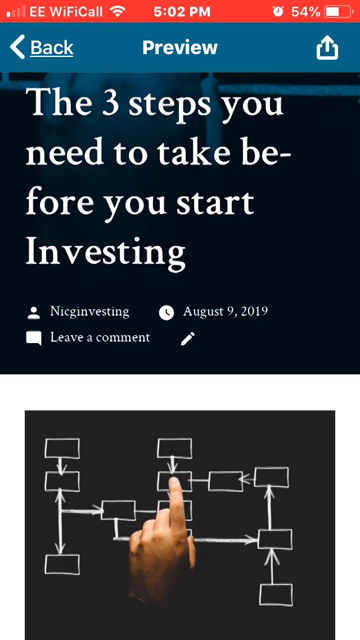 EE WiFiCall 5:02 PM 54%
Back Preview
The 3 steps you
need to take be-
fore you start
Investing
Nicginvesting August 9, 2019
Leave a comment